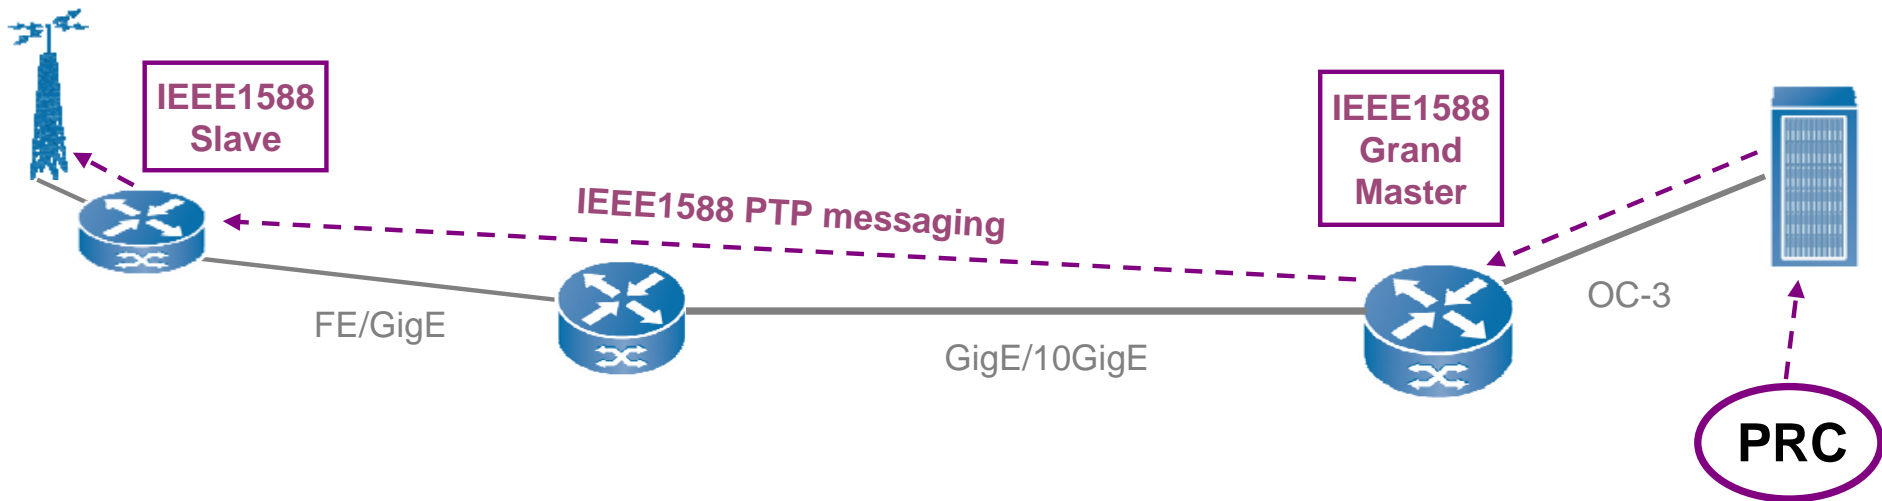 IEEE1588
Slave
IEEE1588 PTP messaging
IEEE1588
Grand
Master
FE/GigE
GigE/10GigE
OC-3
PRC